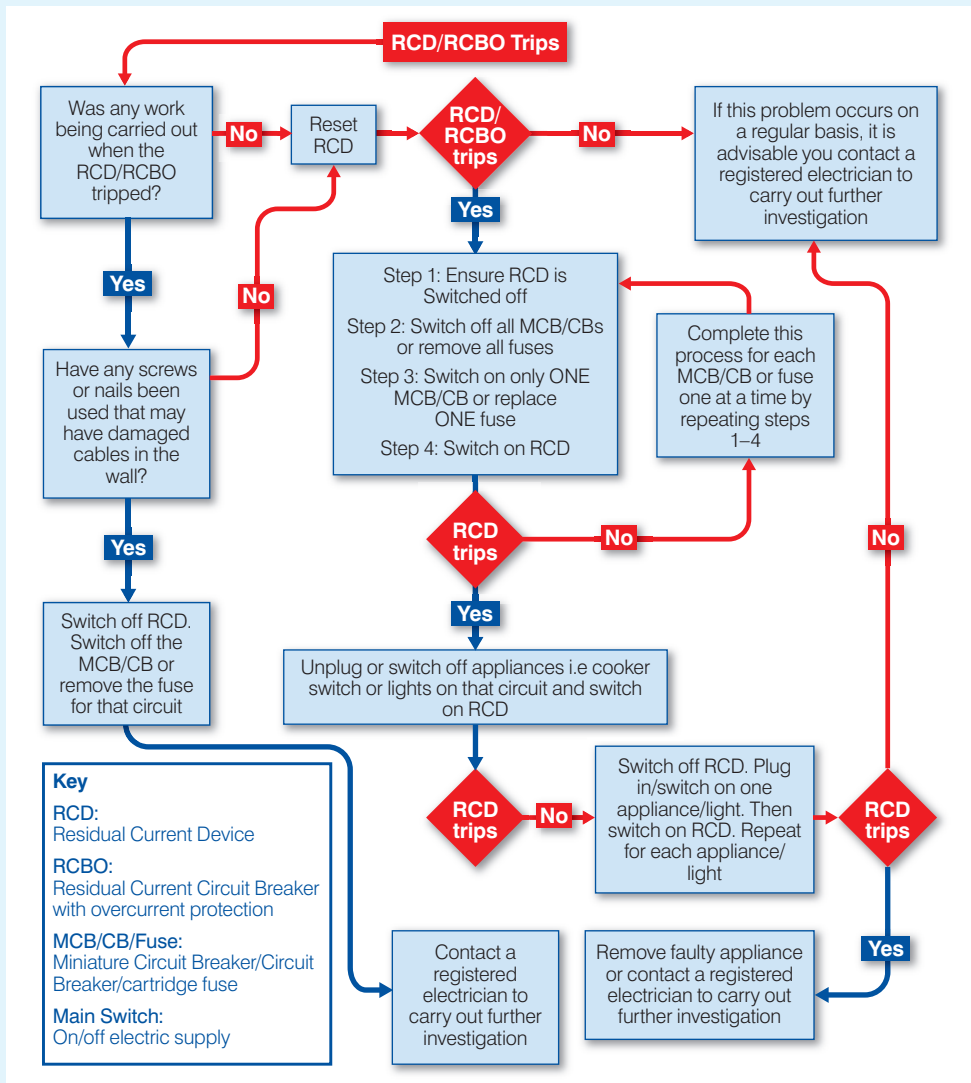 RCD/RCBO Trips
Was any work
being carried out
when the
RCD/RCBO
tripped?
No
Reset
RCD
RCD/
RCBO
trips
No
If this problem occurs on
a regular basis, it is
advisable you contact a
registered electrician to
carry out further
investigation
Yes
Yes
No
Step 1: Ensure RCD is
Switched off
Step 2: Switch off all MCB/CBs
or remove all fuses
Step 3: Switch on only ONE
MCB/CB or replace
ONE fuse
Step 4: Switch on RCD
Complete this
process for each
MCB/CB or fuse
one at a time by
repeating steps
1–4
Have any screws
or nails been
used that may
have damaged
cables in the
wall?
RCD
trips
No
No
Yes
Yes
Switch off RCD.
Switch off the
MCB/CB or
remove the fuse
for that circuit
Unplug or switch off appliances i.e cooker
switch or lights on that circuit and switch
on RCD
RCD
trips
No
Switch off RCD. Plug
in/switch on one
appliance/light. Then
switch on RCD. Repeat
for each appliance/
light
RCD
trips
Yes
Key
RCD:
Residual Current Device
RCBO:
Residual Current Circuit Breaker
with overcurrent protection
MCB/CB/Fuse:
Miniature Circuit Breaker/Circuit
Breaker/cartridge fuse
Main Switch:
On/off electric supply
Contact a
registered
electrician to
carry out further
investigation
Remove faulty appliance
or contact a registered
electrician to carry out
further investigation